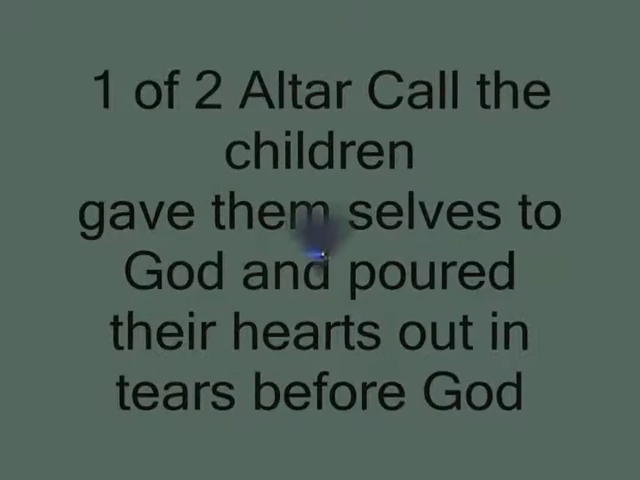 1 of 2 Altar Call the
children
gave them selves to
God and poured
their hearts out in
tears before God